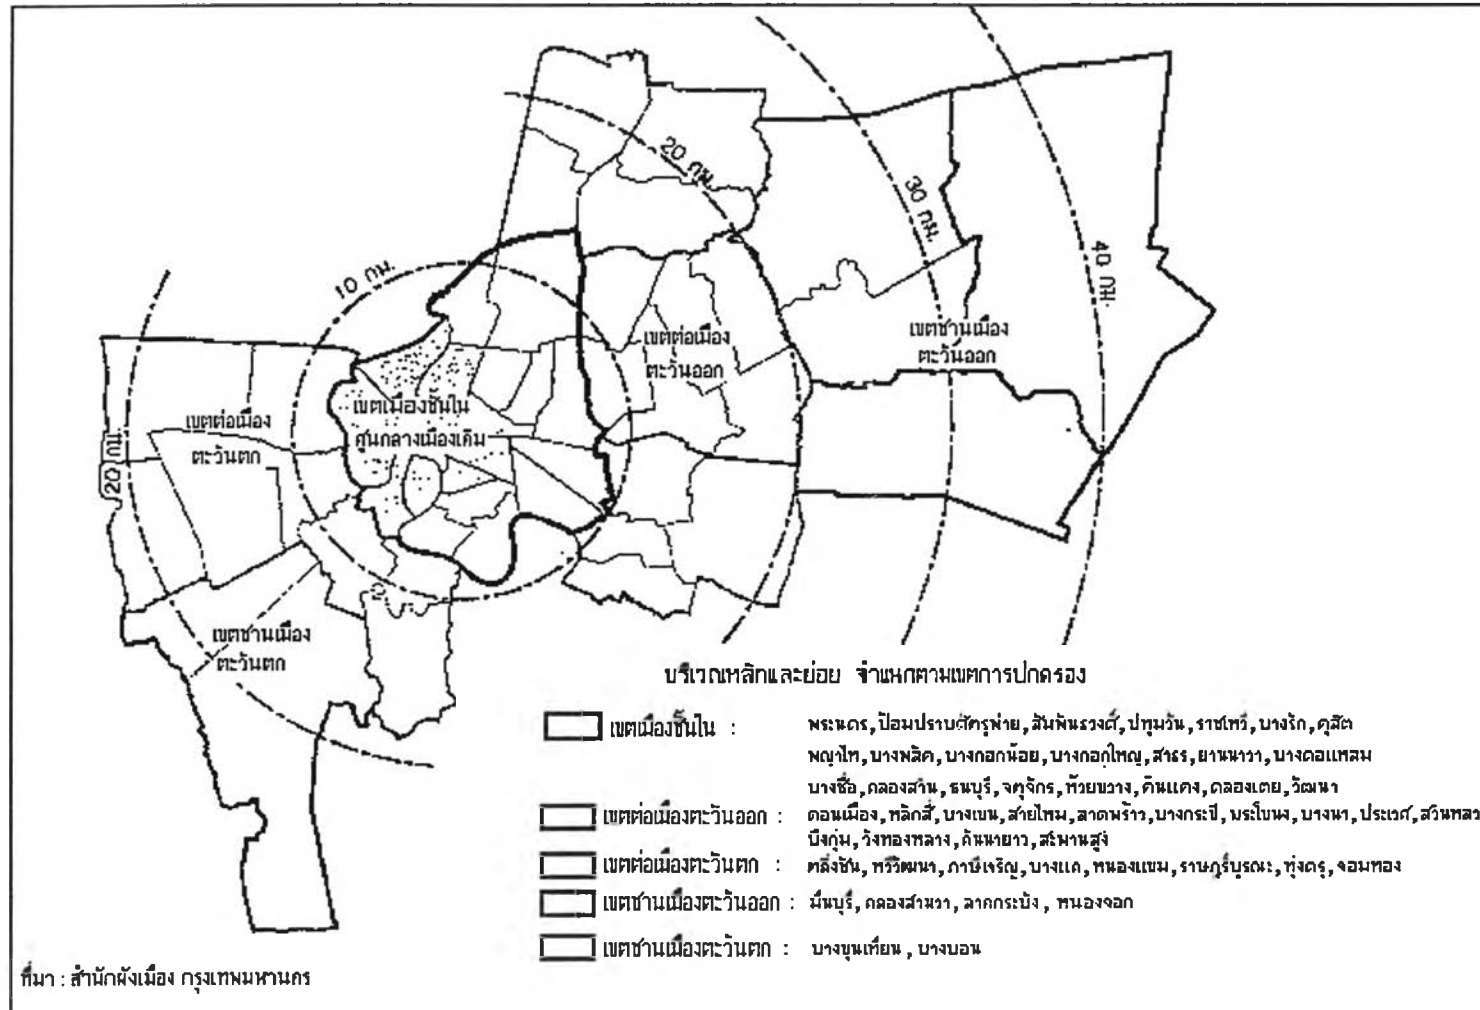 20 กม.
30 กม.
40 กม.
10 กม.
20 กม.
เขตต่อเมือง
ตะวันออก
เขตชานเมือง
ตะวันออก
เขตเมืองชั้นใน
ศูนกลางเมืองเดิม
เขตต่อเมือง
ตะวันตก
เขตชานเมือง
ตะวันตก
บริเวณหลักและย่อย จำแนกตามเขตการปกครอง
เขตเมืองชั้นใน : พระนคร,ป้อมปราบศัตรูพ่าย,สัมพันธวงศ์,ปทุมวัน,ราชเทวี,บางรัก,ดุสิต
พญาไท,บางพลัด,บางกอกน้อย,บางกอกใหญ่,สาธร,ยานนาวา,บางคอแหลม
บางซื่อ,คลองสาน,ธนบุรี,จตุจักร,ห้วยขวาง,ดินแดง,คลองเตย,วัฒนา
เขตต่อเมืองตะวันออก : ดอนเมือง,หลักสี่,บางเขน,สายไหม,ลาดพร้าว,บางกะปิ,พระโขนง,บางนา,ประเวศ,สวนหลวง
บึงกุ่ม,วังทองหลาง,คันนายาว,สะพานสูง
เขตต่อเมืองตะวันตก : ตลิ่งชัน,ทวีวัฒนา,ภาษีเจริญ,บางแค,หนองแขม,ราษฎร์บูรณะ,ทุ่งครุ,จอมทอง
เขตชานเมืองตะวันออก : มีนบุรี,คลองสามวา,ลาดกระบัง,หนองจอก
เขตชานเมืองตะวันตก : บางขุนเทียน,บางบอน
ที่มา : สำนักผังเมือง กรุงเทพมหานคร